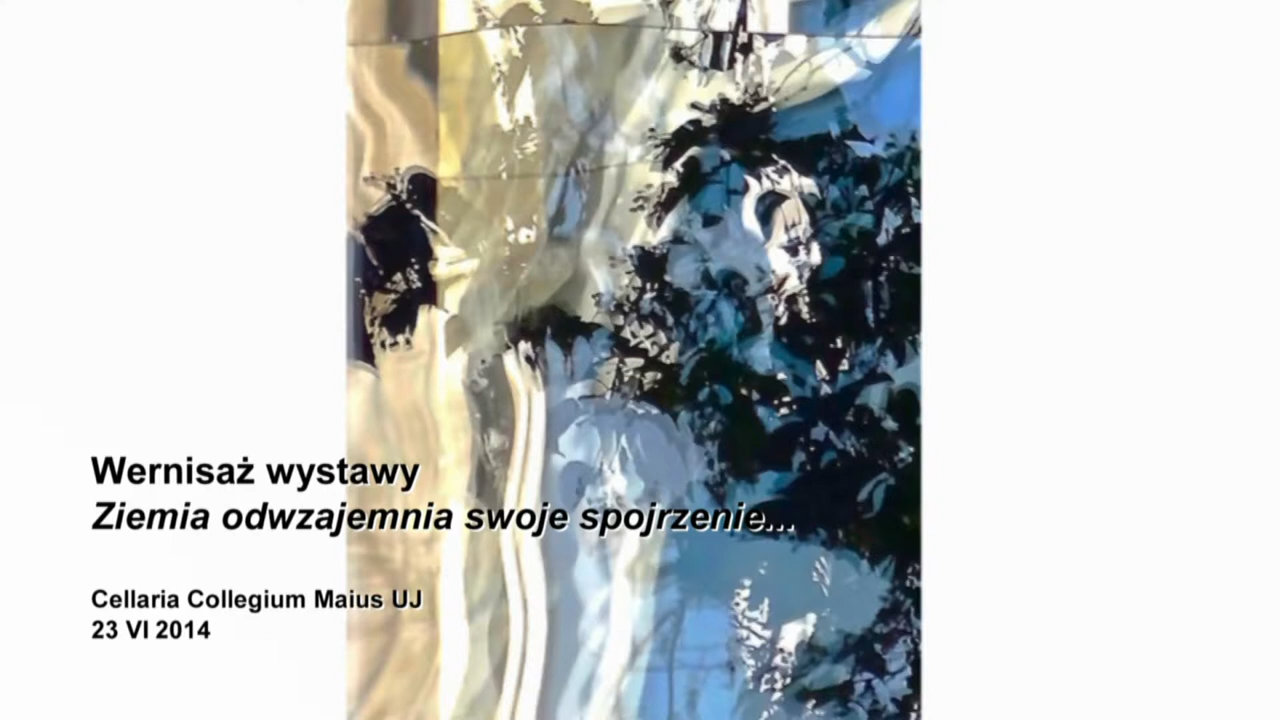 Wernisaż wystawy
Ziemia odwzajemnia swoje spojrzenie...
Cellaria Collegium Maius UJ
23 VI 2014